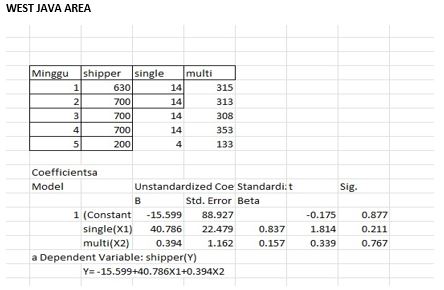 WEST JAVA AREA
Minggu shipper single multi
1 630 14 315
2 700 14 313
3 700 14 308
4 700 14 353
5 200 4 133
Coefficientsa
Model Unstandardized Coe Standardiz t Sig.
B Std. Error Beta
1 (Constant -15.599 88.927 -0.175 0.877
single(X1) 40.786 22.479 0.837 1.814 0.211
multi(X2) 0.394 1.162 0.157 0.339 0.767
a Dependent Variable: shipper(Y)
Y= -15.599+40.786X1+0.394X2